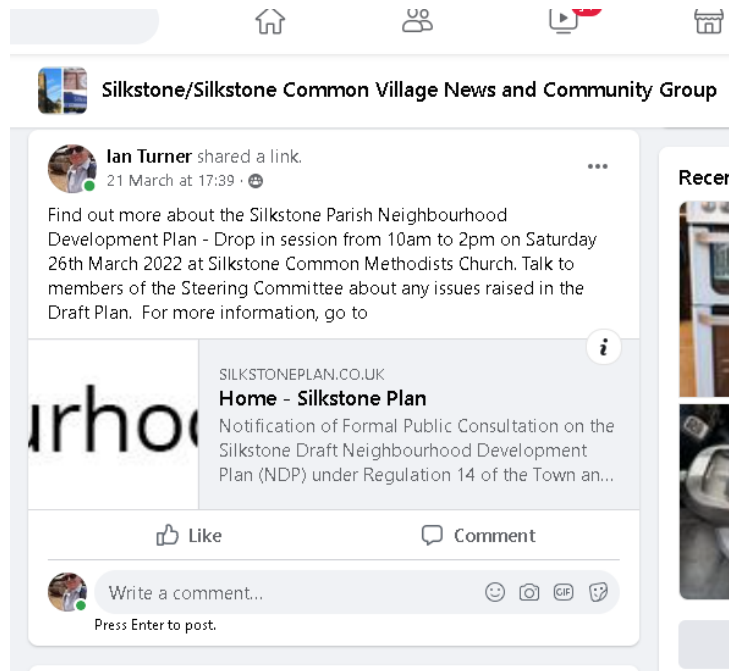 Silkstone/Silkstone Common Village News and Community Group
Ian Turner shared a link.
21 March at 17:39 ·
Find out more about the Silkstone Parish Neighbourhood
Development Plan - Drop in session from 10am to 2pm on Saturday
26th March 2022 at Silkstone Common Methodists Church. Talk to
members of the Steering Committee about any issues raised in the
Draft Plan. For more information, go to
urhoo
i
SILKSTONEPLAN.CO.UK
Home - Silkstone Plan
Notification of Formal Public Consultation on the
Silkstone Draft Neighbourhood Development
Plan (NDP) under Regulation 14 of the Town an...
Like
Comment
Write a comment...
GIF
Press Enter to post.
Recer